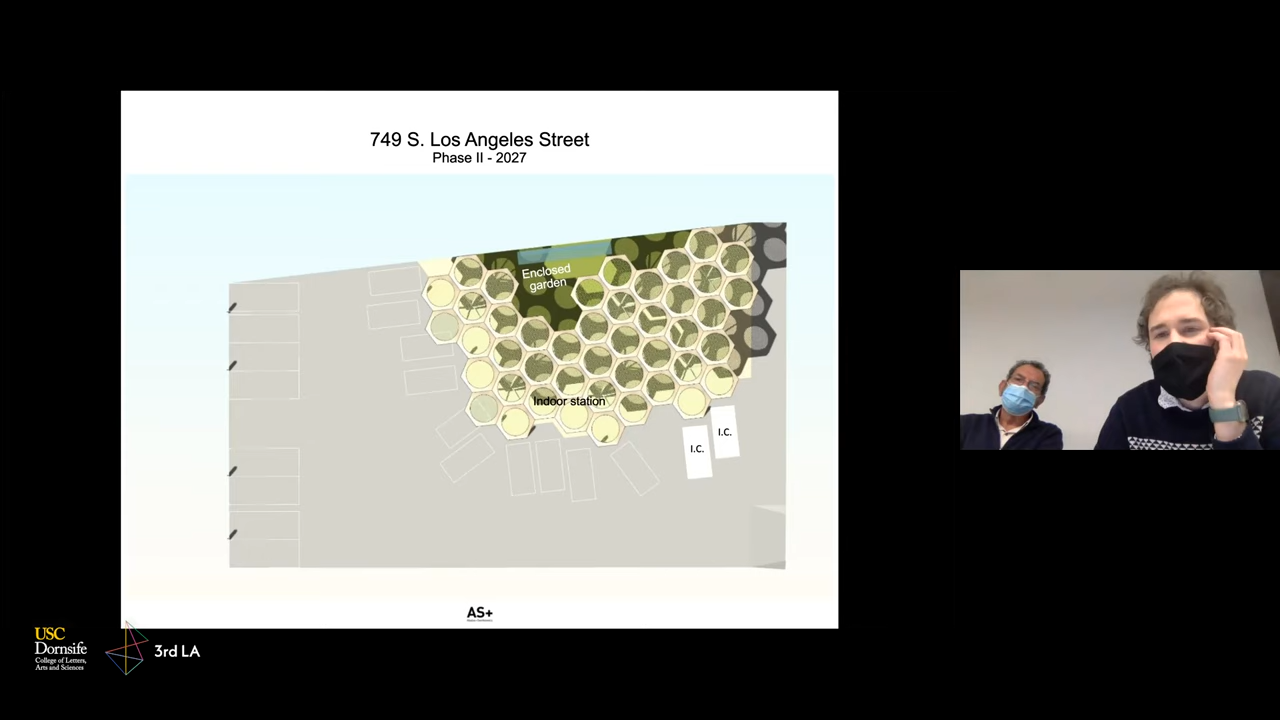 749 S. Los Angeles Street
Phase II - 2027
Enclosed
garden
Indoor station
I.C.
I.C.
AS+
USC
Dornsife
College of Letters,
Arts and Sciences
3rd LA